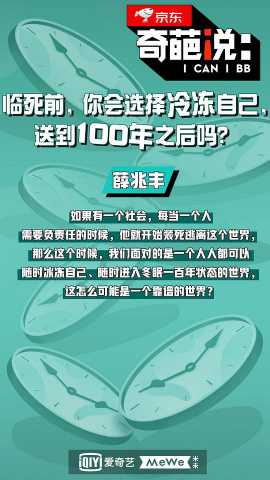 京东
奇葩说:
I CAN I BB
临死前，你会选择冷冻自己，
送到100年之后吗？
薛兆丰
如果有一个社会，每当一个人
需要负责任的时候，他就开始装死逃离这个世界，
那么这个时候，我们面对的是一个人人都可以
随时冰冻自己、随时进入冬眠一百年状态的世界，
这怎么可能是一个靠谱的世界？
iQIYI 爱奇艺 MeWe 米未